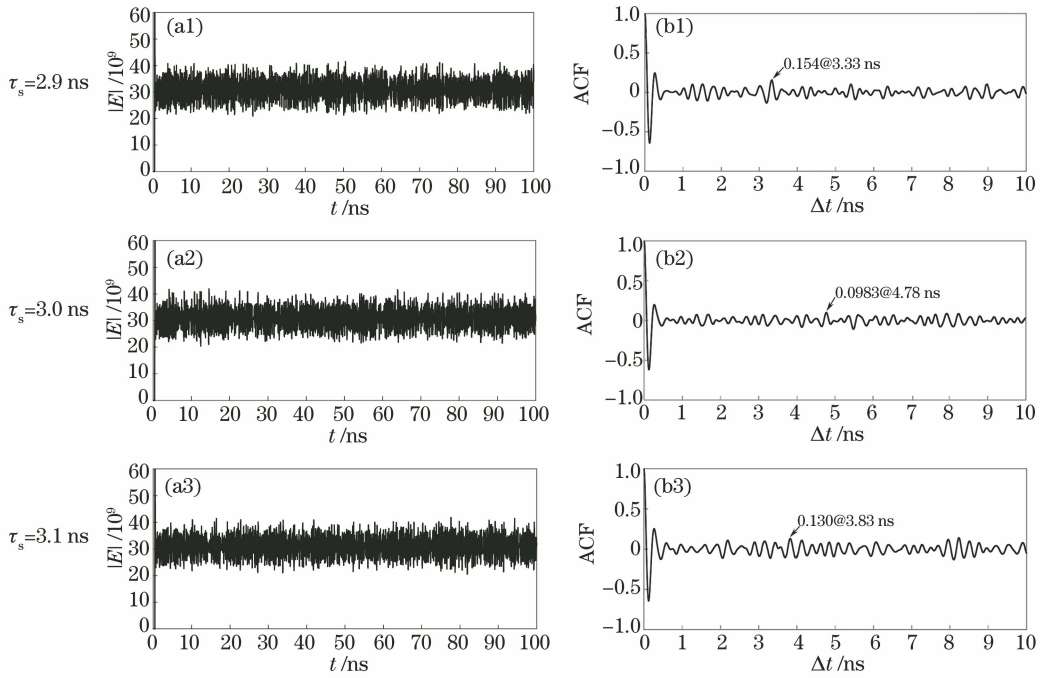 τs=2.9 ns
(a1)
|E| /10⁹
60
50
40
30
20
10
0
0 10 20 30 40 50 60 70 80 90 100
t /ns
(b1)
ACF
1.0
0.5
0
−0.5
−1.0
0.154@3.33 ns
0 1 2 3 4 5 6 7 8 9 10
Δt /ns
τs=3.0 ns
(a2)
|E| /10⁹
60
50
40
30
20
10
0
0 10 20 30 40 50 60 70 80 90 100
t /ns
(b2)
ACF
1.0
0.5
0
−0.5
−1.0
0.0983@4.78 ns
0 1 2 3 4 5 6 7 8 9 10
Δt /ns
τs=3.1 ns
(a3)
|E| /10⁹
60
50
40
30
20
10
0
0 10 20 30 40 50 60 70 80 90 100
t /ns
(b3)
ACF
1.0
0.5
0
−0.5
−1.0
0.130@3.83 ns
0 1 2 3 4 5 6 7 8 9 10
Δt /ns